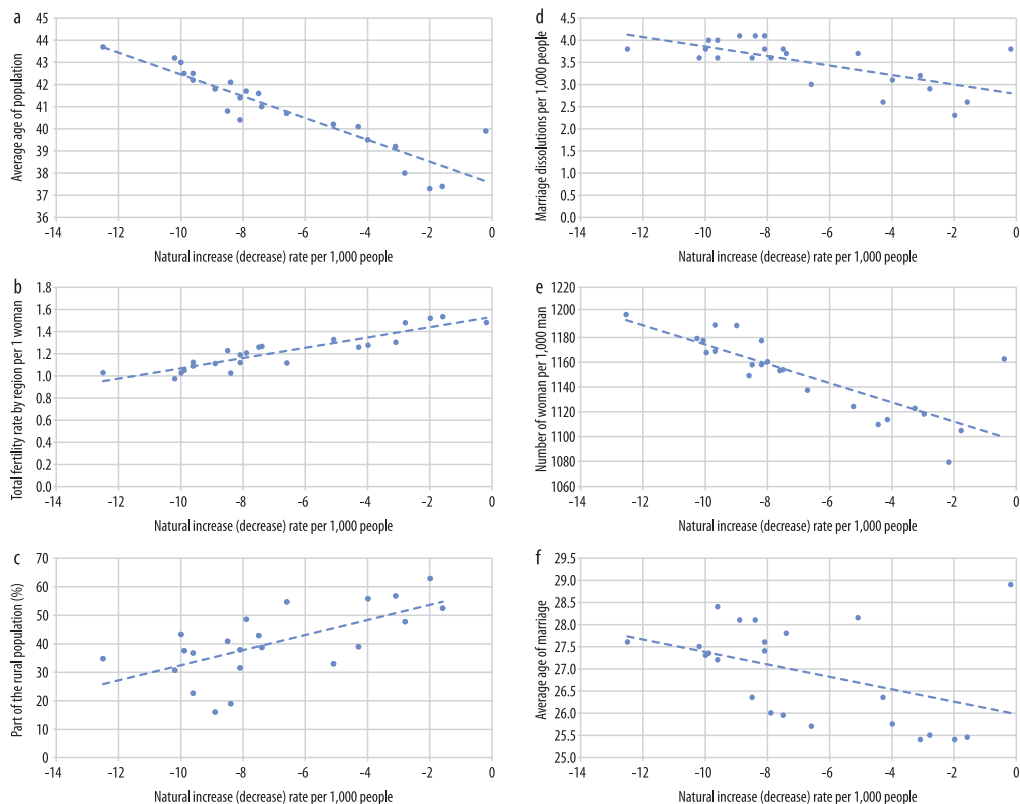 a
Average age of population
45
44
43
42
41
40
39
38
37
36
−14 −12 −10 −8 −6 −4 −2 0
Natural increase (decrease) rate per 1,000 people
b
Total fertility rate by region per 1 woman
1.8
1.6
1.4
1.2
1.0
0.8
0.6
0.4
0.2
0.0
−14 −12 −10 −8 −6 −4 −2 0
Natural increase (decrease) rate per 1,000 people
c
Part of the rural population (%)
70
60
50
40
30
20
10
0
−14 −12 −10 −8 −6 −4 −2 0
Natural increase (decrease) rate per 1,000 people
d
Marriage dissolutions per 1,000 people
4.5
4.0
3.5
3.0
2.5
2.0
1.5
1.0
0.5
0.0
−14 −12 −10 −8 −6 −4 −2 0
Natural increase (decrease) rate per 1,000 people
e
Number of woman per 1,000 man
1220
1200
1180
1160
1140
1120
1100
1080
1060
−14 −12 −10 −8 −6 −4 −2 0
Natural increase (decrease) rate per 1,000 people
f
Average age of marriage
29.5
29.0
28.5
28.0
27.5
27.0
26.5
26.0
25.5
25.0
−14 −12 −10 −8 −6 −4 −2 0
Natural increase (decrease) rate per 1,000 people